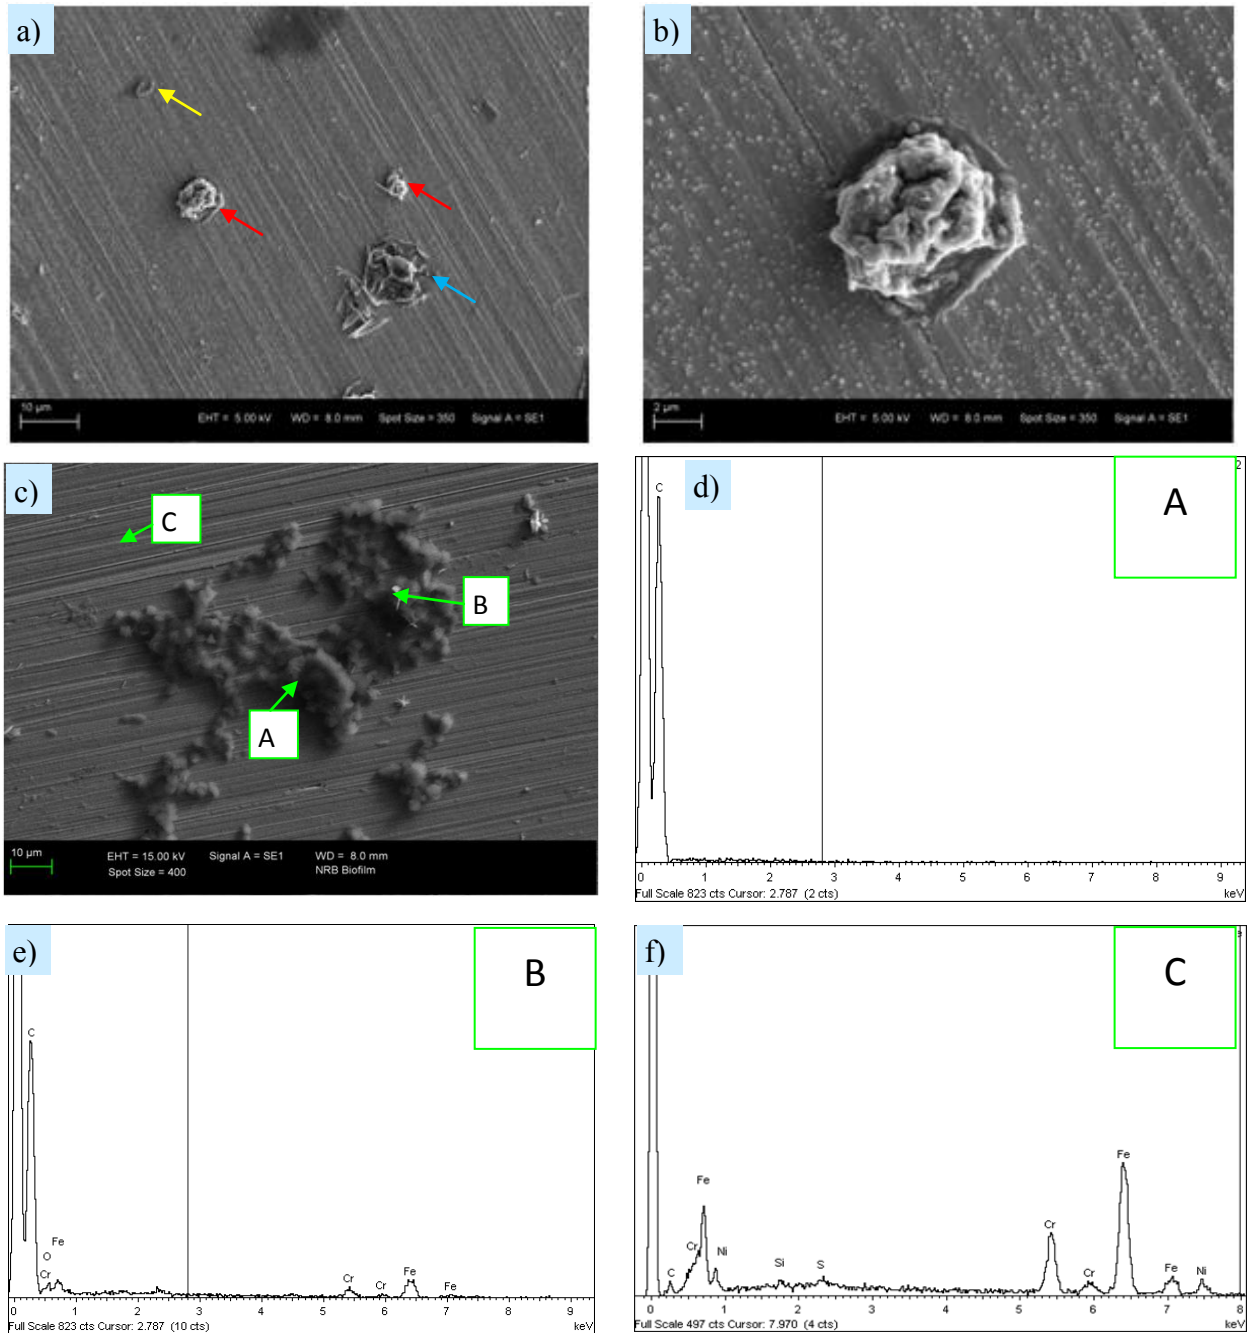 a)
10 µm
EHT = 5.00 kV WD = 8.0 mm Spot Size = 350 Signal A = SE1
b)
2 µm
EHT = 5.00 kV WD = 8.0 mm Spot Size = 350 Signal A = SE1
c)
C
B
A
10 µm
EHT = 15.00 kV Signal A = SE1 WD = 8.0 mm
Spot Size = 400 NRB Biofilm
d)
A
2
C
0 1 2 3 4 5 6 7 8 9
Full Scale 823 cts Cursor: 2.787 (2 cts) keV
e)
B
C
O
Fe
Cr
Cr
Cr
Fe
Fe
0 1 2 3 4 5 6 7 8 9
Full Scale 823 cts Cursor: 2.787 (10 cts) keV
f)
C
Fe
Fe
Cr
Ni
C
Si
S
Cr
Cr
Fe
Ni
0 1 2 3 4 5 6 7 8
Full Scale 497 cts Cursor: 7.970 (4 cts) keV